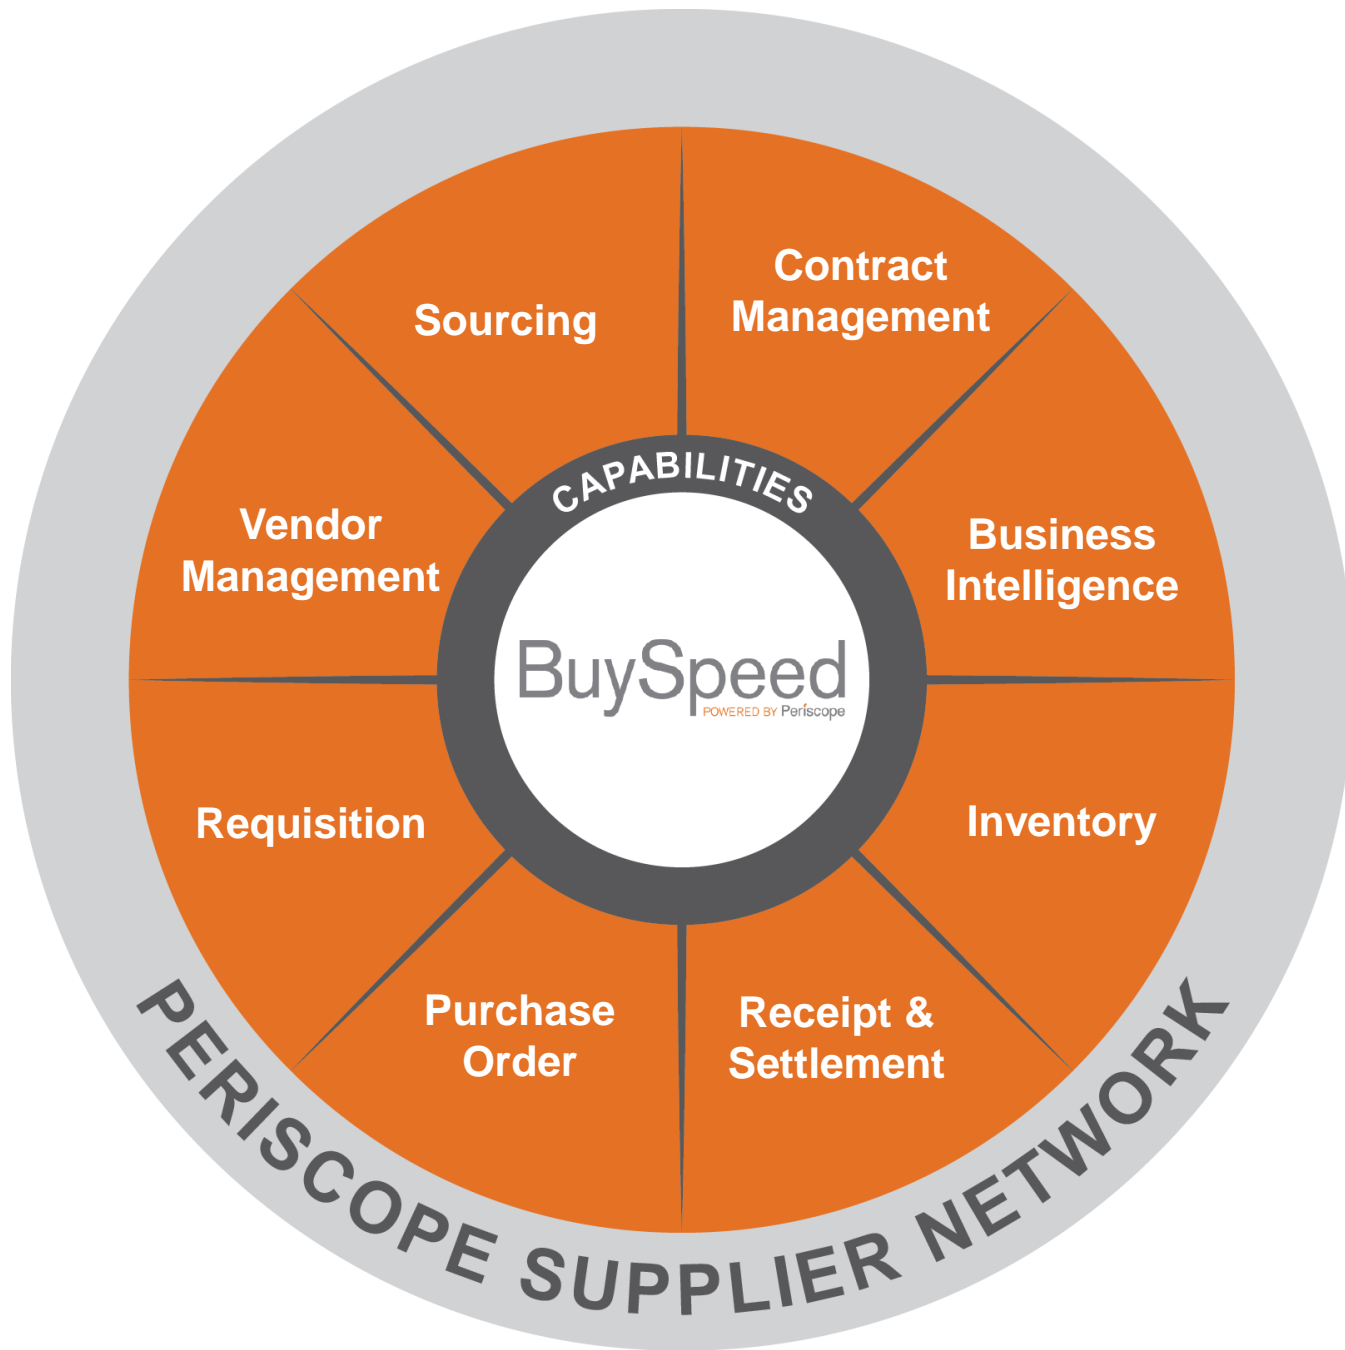 Contract
Management
Sourcing
CAPABILITIES
Vendor
Management
Business
Intelligence
BuySpeed
POWERED BY Periscope
Requisition
Inventory
Purchase
Order
Receipt &
Settlement
PERISCOPE SUPPLIER NETWORK